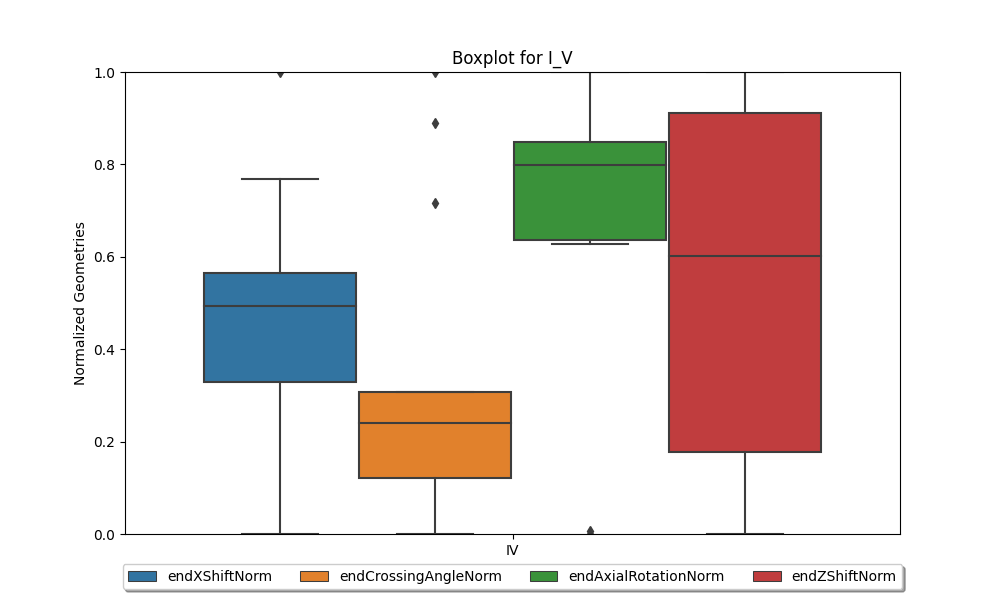 Boxplot for I_V
1.0
0.8
0.6
0.4
0.2
0.0
Normalized Geometries
IV
endXShiftNorm endCrossingAngleNorm endAxialRotationNorm endZShiftNorm